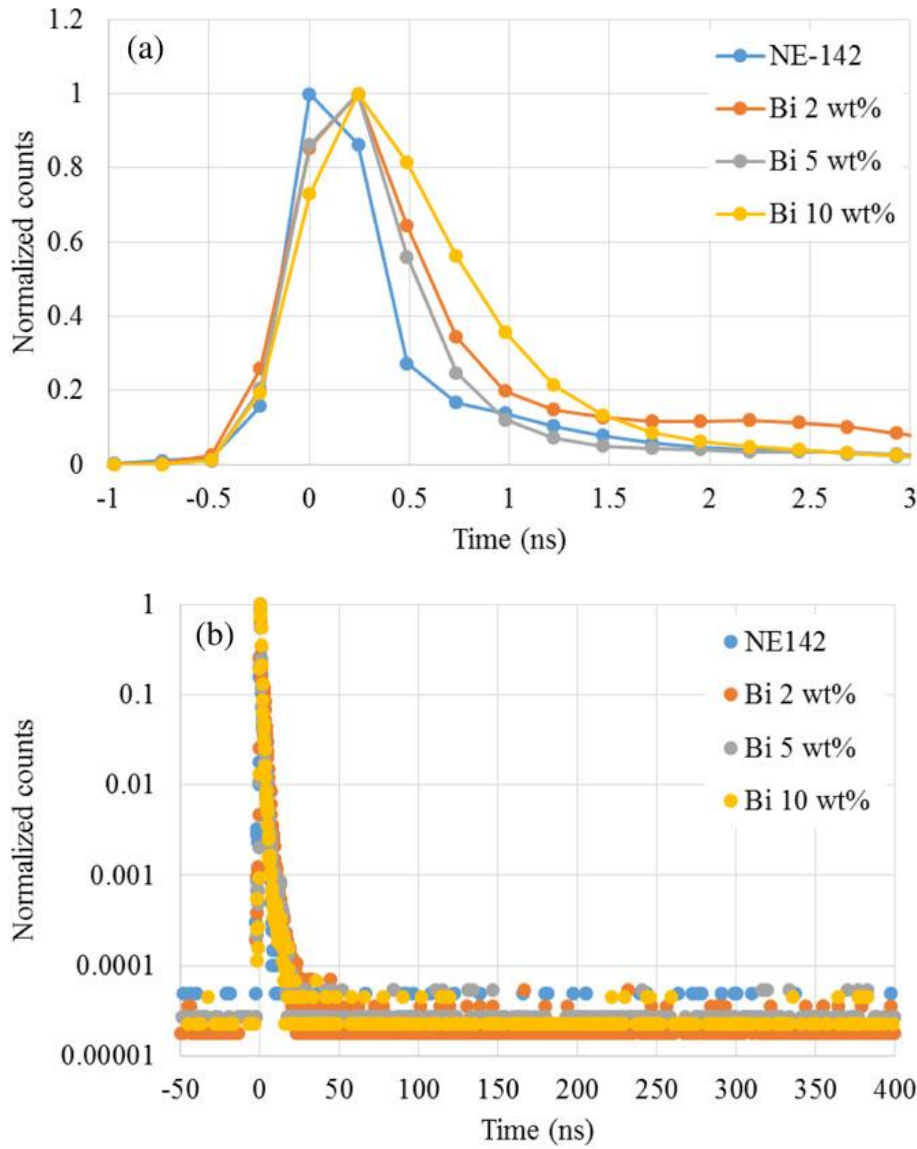 (a)
Normalized counts
1.2
1
0.8
0.6
0.4
0.2
0
-1
-0.5
0
0.5
1
1.5
2
2.5
3
Time (ns)
NE-142
Bi 2 wt%
Bi 5 wt%
Bi 10 wt%
(b)
Normalized counts
1
0.1
0.01
0.001
0.0001
0.00001
-50
0
50
100
150
200
250
300
350
400
Time (ns)
NE142
Bi 2 wt%
Bi 5 wt%
Bi 10 wt%